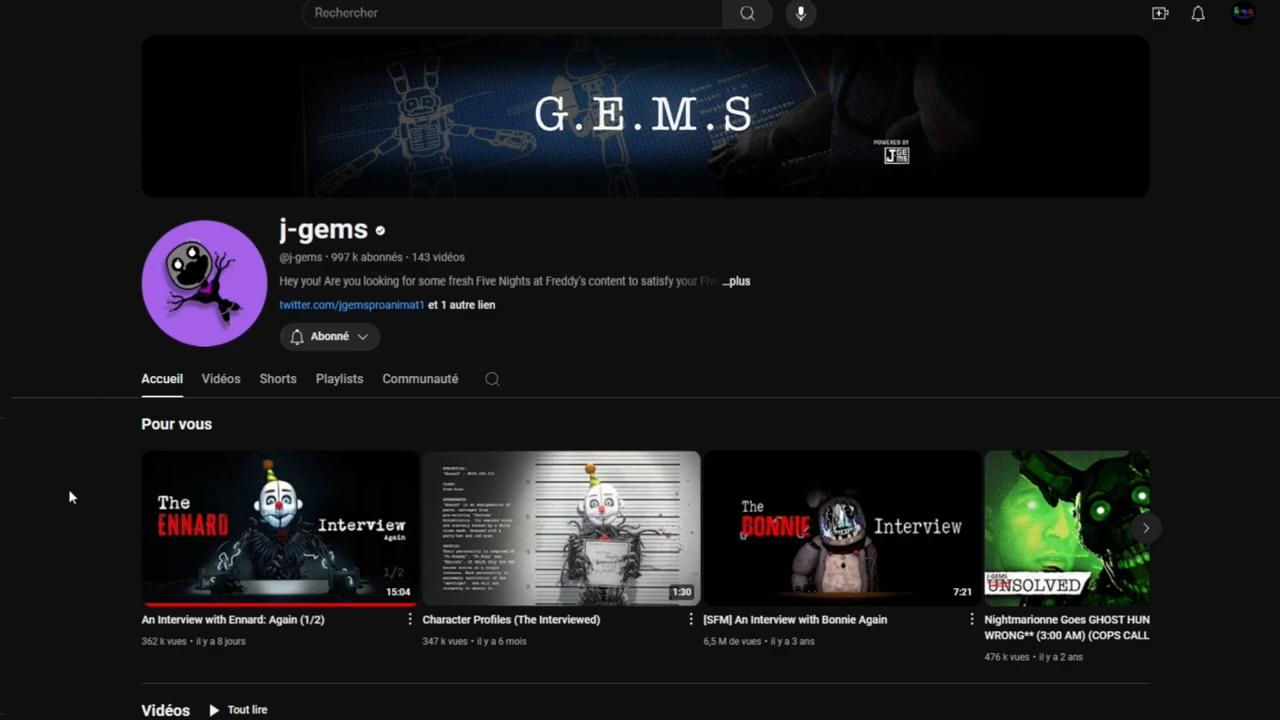 Rechercher
G.E.M.S
POWERED BY
J GE MS
j-gems
@j-gems · 997 k abonnés · 143 vidéos
Hey you! Are you looking for some fresh Five Nights at Freddy's content to satisfy your Five ...plus
twitter.com/jgemsproanimat1 et 1 autre lien
Abonné
Accueil Vidéos Shorts Playlists Communauté
Pour vous
The
ENNARD Interview
Again
1/2
15:04
1:30
The
BONNIE Interview
7:21
J-GEMS
UNSOLVED
An Interview with Ennard: Again (1/2)
362 k vues · il y a 8 jours
Character Profiles (The Interviewed)
347 k vues · il y a 6 mois
[SFM] An Interview with Bonnie Again
6,5 M de vues · il y a 3 ans
Nightmarionne Goes GHOST HUN
WRONG** (3:00 AM) (COPS CALL
476 k vues · il y a 2 ans
Vidéos Tout lire